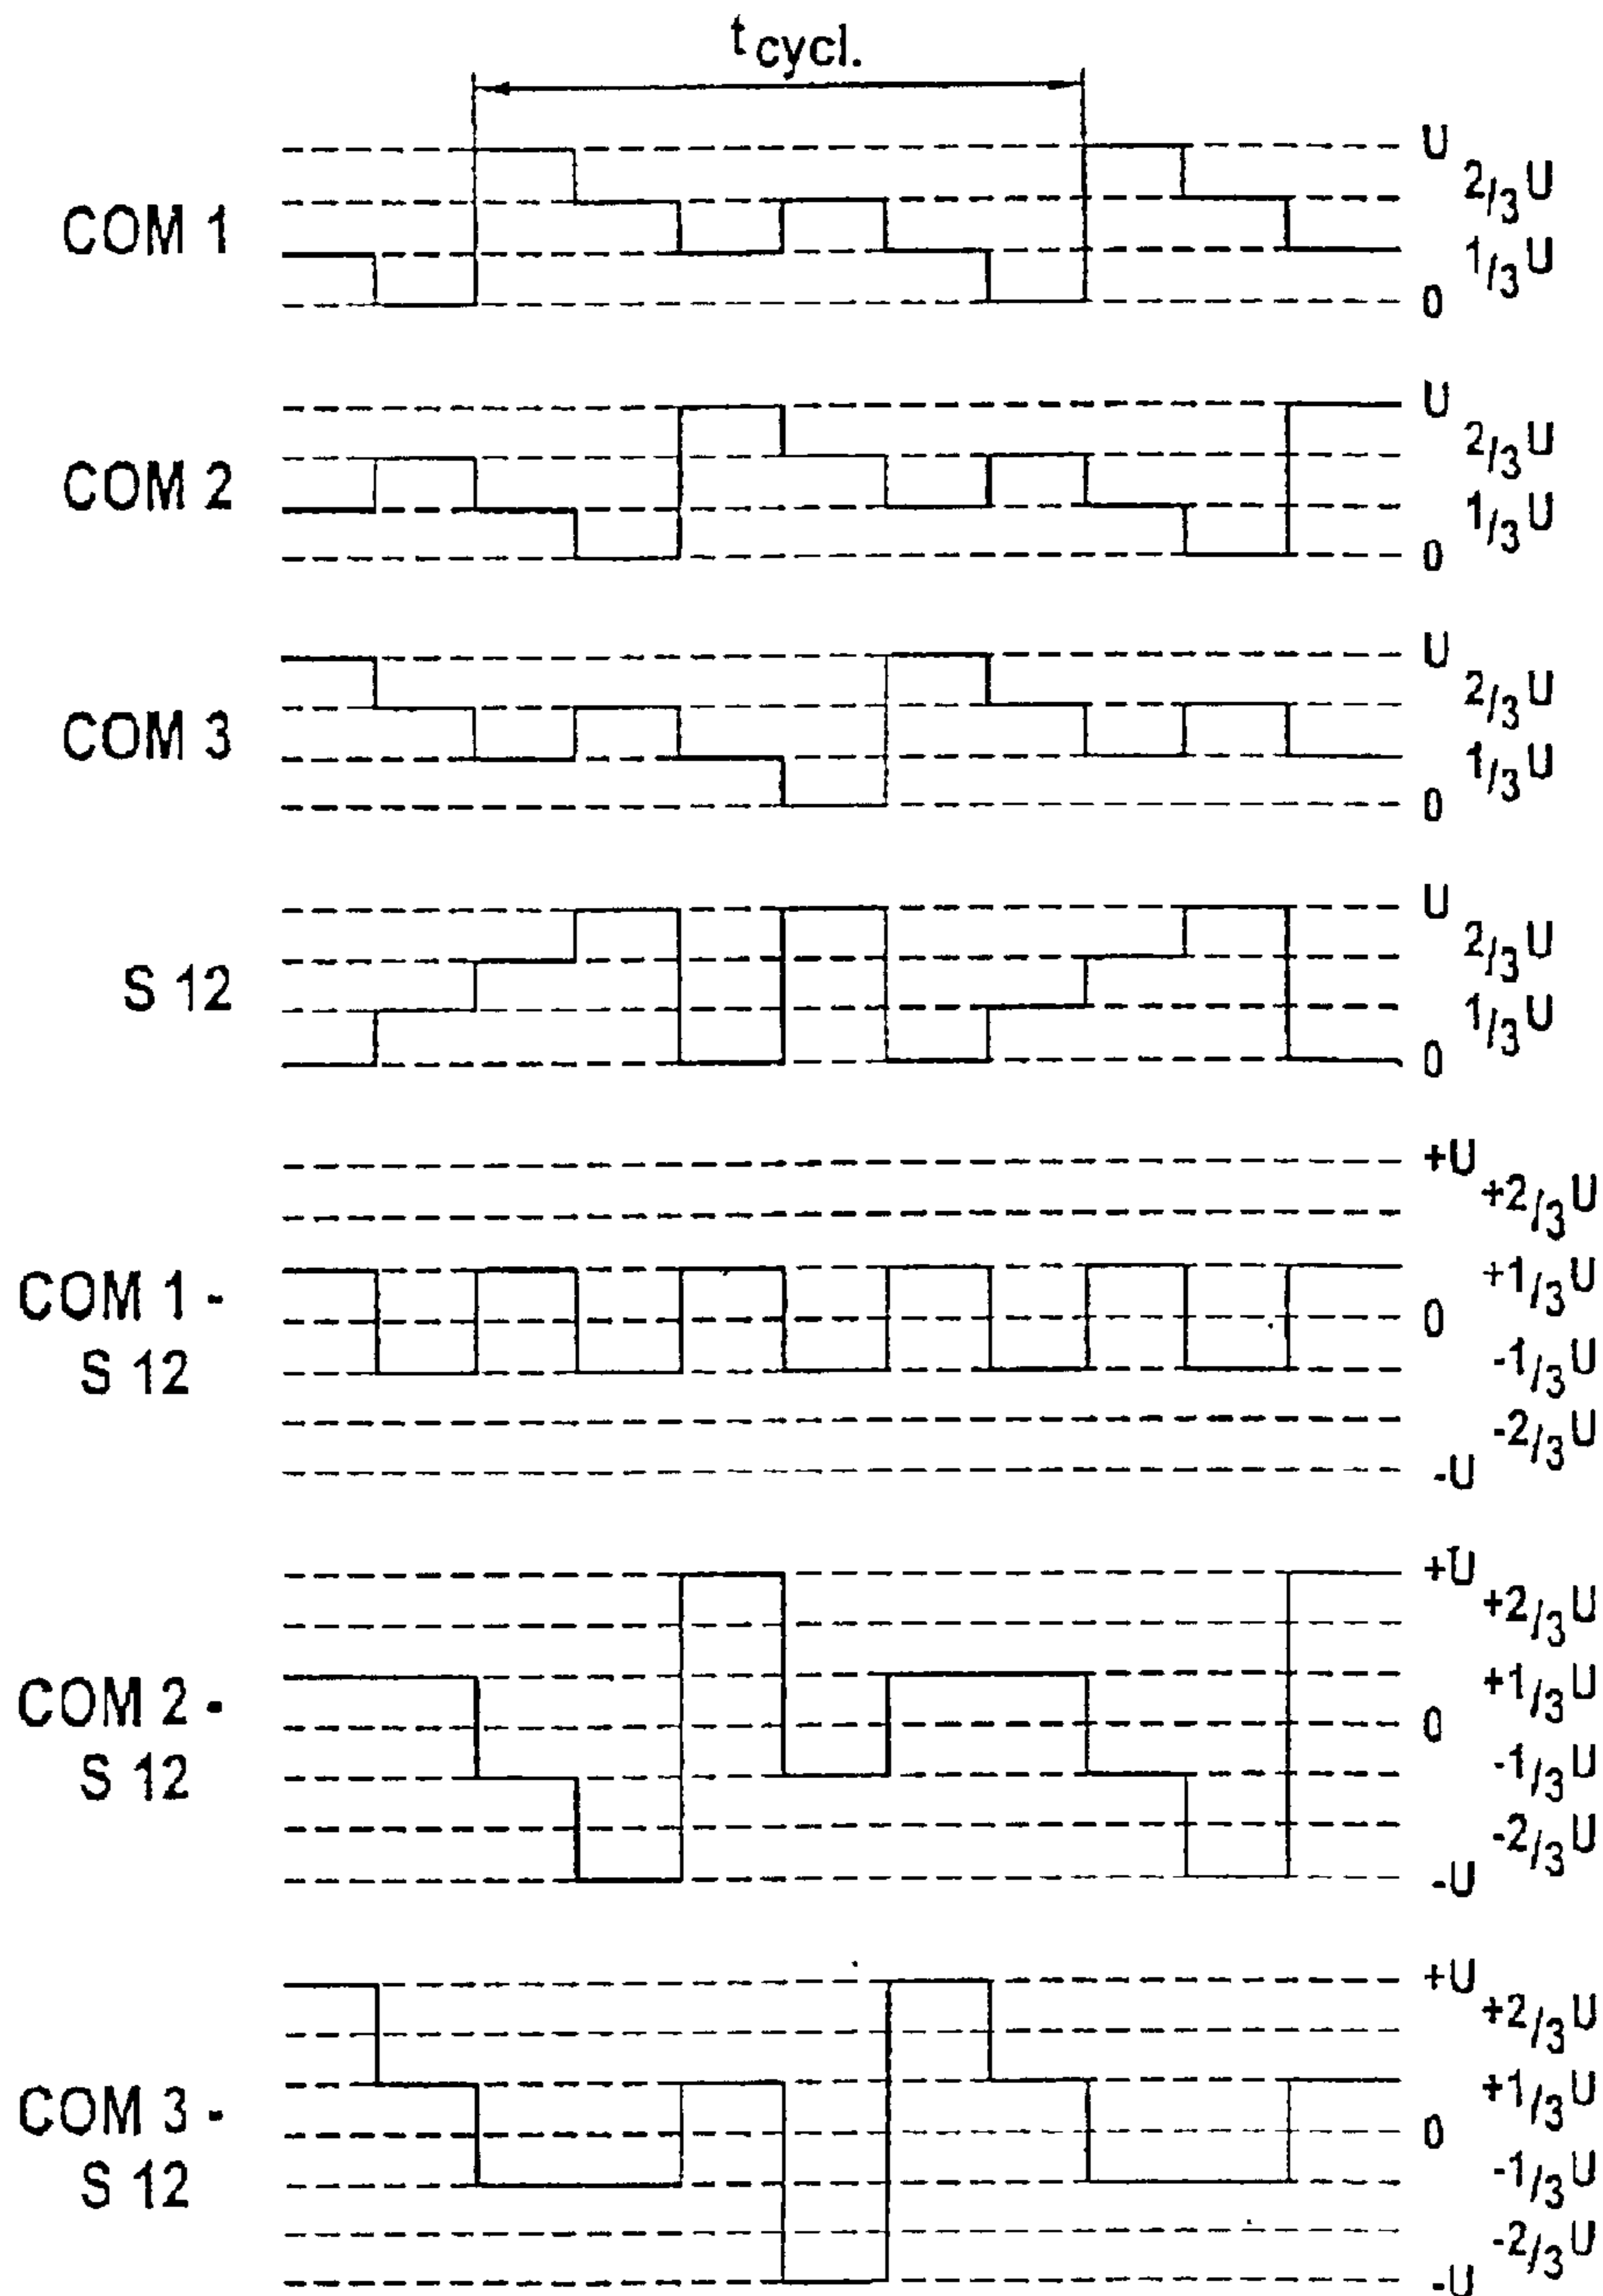 tcycl.
COM 1
U
2/3U
1/3U
0
COM 2
U
2/3U
1/3U
0
COM 3
U
2/3U
1/3U
0
S 12
U
2/3U
1/3U
0
COM 1 -
S 12
+U
+2/3U
+1/3U
0
-1/3U
-2/3U
-U
COM 2 -
S 12
+U
+2/3U
+1/3U
0
-1/3U
-2/3U
-U
COM 3 -
S 12
+U
+2/3U
+1/3U
0
-1/3U
-2/3U
-U